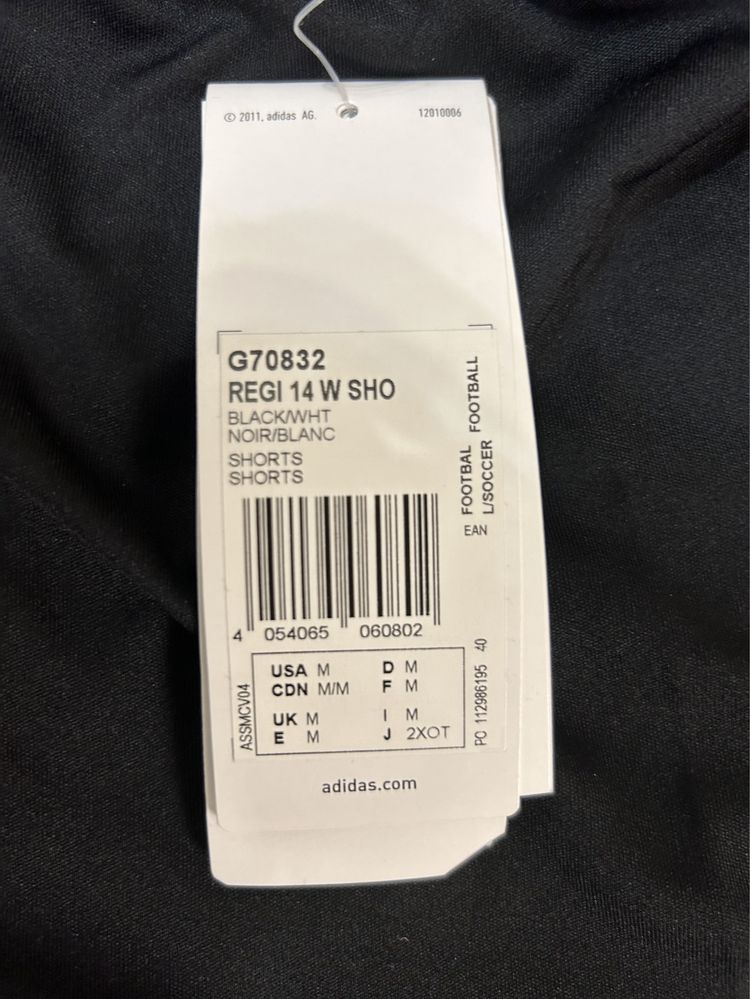 © 2011, adidas AG. 12010006
G70832
REGI 14 W SHO
BLACK/WHT
NOIR/BLANC
SHORTS
SHORTS
FOOTBAL FOOTBALL
L/SOCCER
EAN
4 054065 060802
USA M D M
CDN M/M F M
UK M I M
E M J 2XOT
ASSMCV04
PO 112986195 40
adidas.com